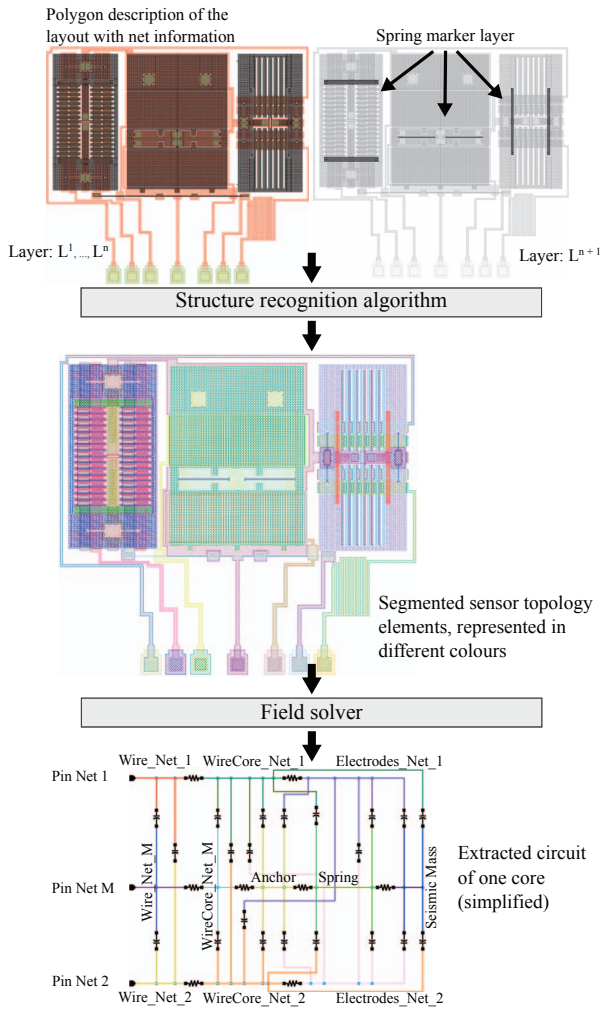 Polygon description of the
layout with net information
Spring marker layer
Layer: L¹, ..., Lⁿ
Layer: Lⁿ⁺¹
Structure recognition algorithm
Segmented sensor topology
elements, represented in
different colours
Field solver
Wire_Net_1
WireCore_Net_1
Electrodes_Net_1
Pin Net 1
Wire_Net_M
WireCore_Net_M
Anchor
Spring
Seismic Mass
Pin Net M
Extracted circuit
of one core
(simplified)
Pin Net 2
Wire_Net_2
WireCore_Net_2
Electrodes_Net_2